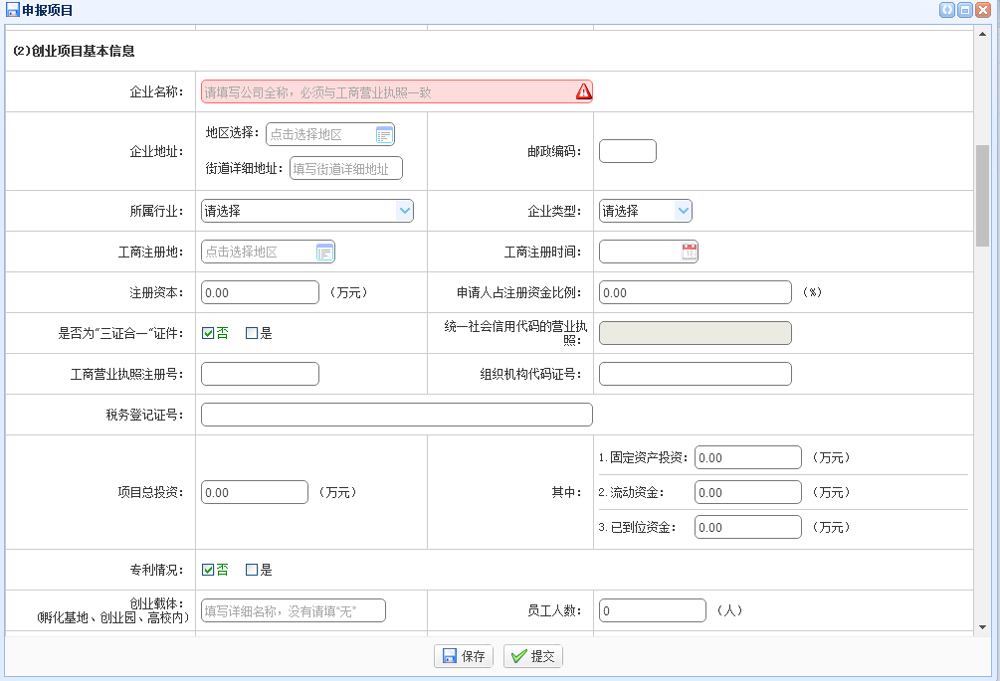 申报项目
(2)创业项目基本信息
企业名称： 请填写公司全称，必须与工商营业执照一致
企业地址： 地区选择： 点击选择地区
街道详细地址： 填写街道详细地址
邮政编码：
所属行业： 请选择 企业类型： 请选择
工商注册地： 点击选择地区 工商注册时间：
注册资本： 0.00 （万元） 申请人占注册资金比例： 0.00 （%）
是否为“三证合一”证件： 否 是 统一社会信用代码的营业执
照：
工商营业执照注册号： 组织机构代码证号：
税务登记证号：
项目总投资： 0.00 （万元） 其中：
1.固定资产投资： 0.00 （万元）
2.流动资金： 0.00 （万元）
3.已到位资金： 0.00 （万元）
专利情况： 否 是
创业载体：
(孵化基地、创业园、高校内) 填写详细名称，没有请填“无” 员工人数： 0 （人）
保存 提交